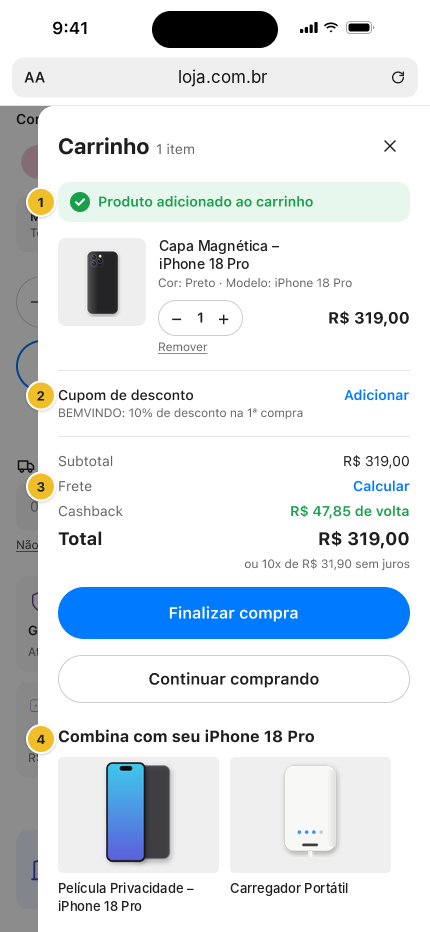 9:41
AA
loja.com.br
Carrinho 1 item
1
Produto adicionado ao carrinho
Capa Magnética –
iPhone 18 Pro
Cor: Preto · Modelo: iPhone 18 Pro
− 1 +
R$ 319,00
Remover
2
Cupom de desconto
Adicionar
BEMVINDO: 10% de desconto na 1ª compra
Subtotal
R$ 319,00
3
Frete
Calcular
Cashback
R$ 47,85 de volta
Total
R$ 319,00
ou 10x de R$ 31,90 sem juros
Não
Finalizar compra
Continuar comprando
4
Combina com seu iPhone 18 Pro
Película Privacidade –
iPhone 18 Pro
Carregador Portátil